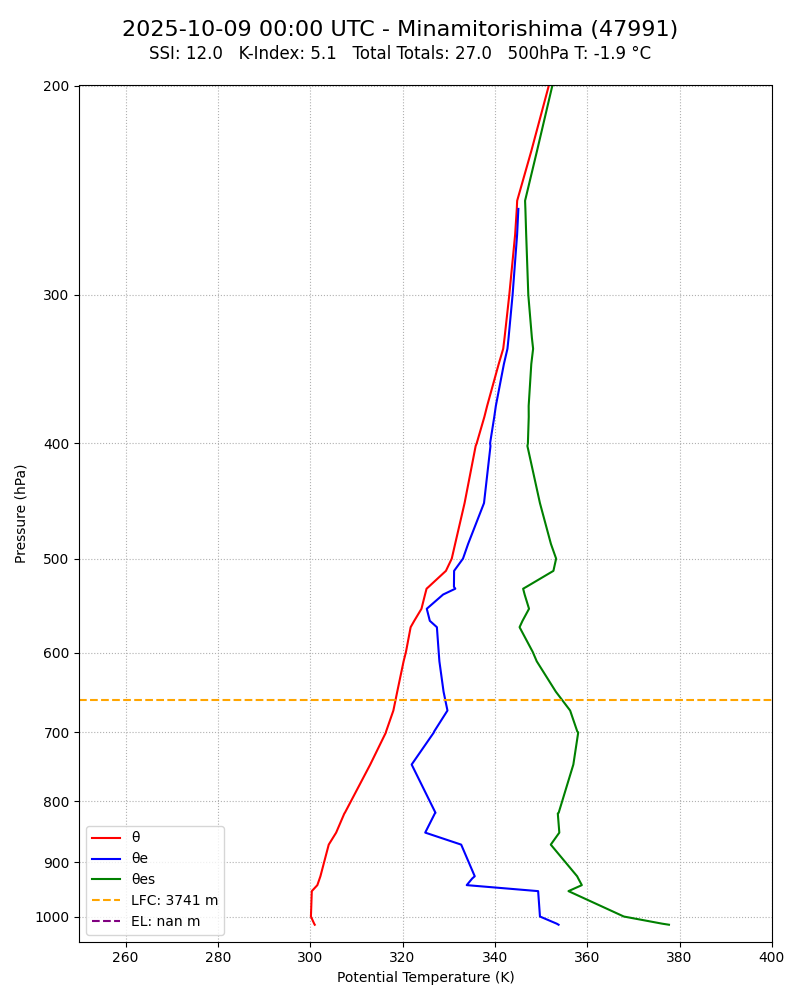 2025-10-09 00:00 UTC - Minamitorishima (47991)
SSI: 12.0   K-Index: 5.1   Total Totals: 27.0   500hPa T: -1.9 °C
200
300
400
500
600
700
800
900
1000
Pressure (hPa)
θ
θe
θes
LFC: 3741 m
EL: nan m
260
280
300
320
340
360
380
400
Potential Temperature (K)